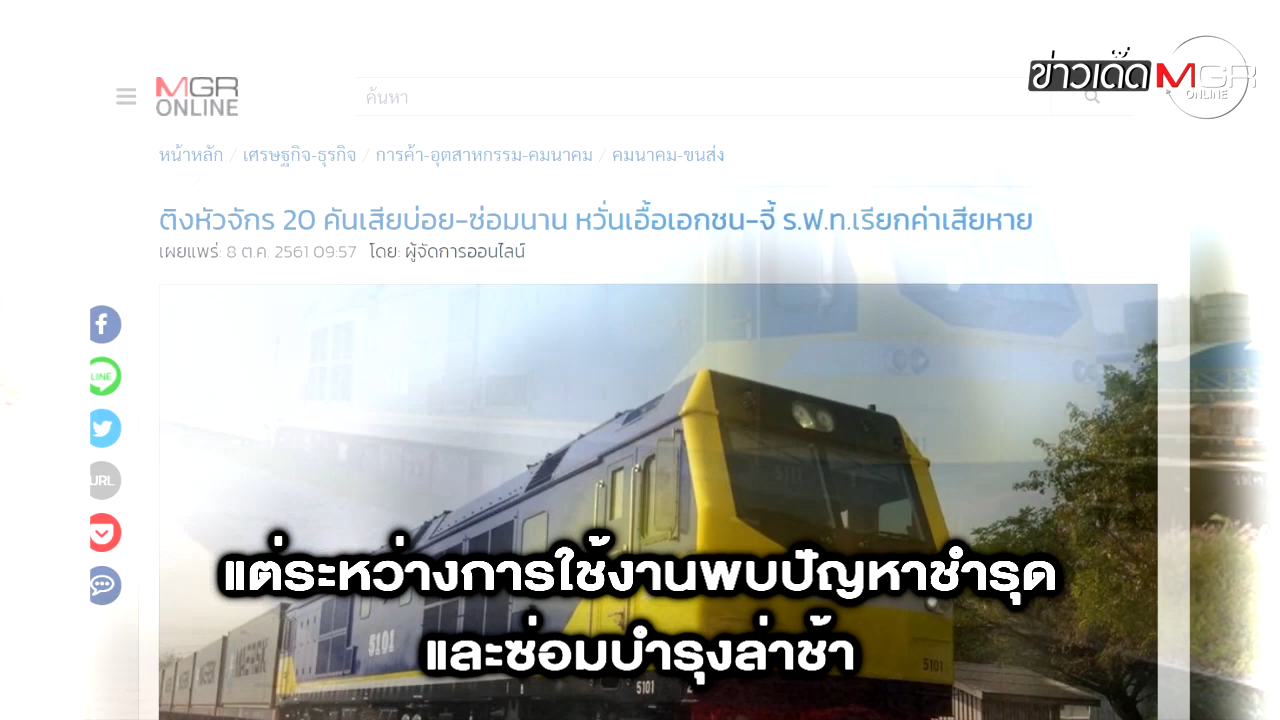 ข่าวเด็ด MGR
ONLINE
MGR
ONLINE
ค้นหา
หน้าหลัก / เศรษฐกิจ-ธุรกิจ / การค้า-อุตสาหกรรม-คมนาคม / คมนาคม-ขนส่ง
ติงหัวจักร 20 คันเสียบ่อย-ซ่อมนาน หวั่นเอื้อเอกชน-จี้ ร.ฟ.ท.เรียกค่าเสียหาย
เผยแพร่: 8 ต.ค. 2561 09:57 โดย: ผู้จัดการออนไลน์
LINE
URL
5101
แต่ระหว่างการใช้งานพบปัญหาชำรุด
และซ่อมบำรุงล่าช้า
5101
MAERSK
5101
5101